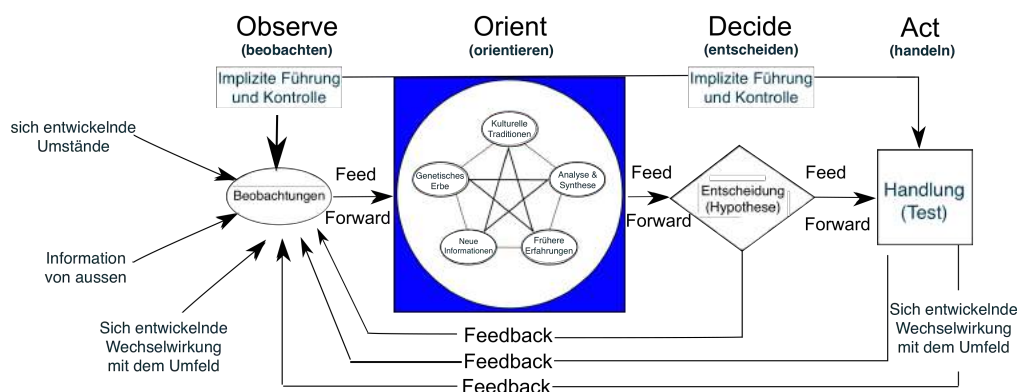 Observe
(beobachten)
Orient
(orientieren)
Decide
(entscheiden)
Act
(handeln)
Implizite Führung
und Kontrolle
Implizite Führung
und Kontrolle
sich entwickelnde
Umstände
Beobachtungen
Feed
Forward
Kulturelle
Traditionen
Genetisches
Erbe
Analyse &
Synthese
Neue
Informationen
Frühere
Erfahrungen
Feed
Forward
Entscheidung
(Hypothese)
Feed
Forward
Handlung
(Test)
Information
von aussen
Sich entwickelnde
Wechselwirkung
mit dem Umfeld
Sich entwickelnde
Wechselwirkung
mit dem Umfeld
Feedback
Feedback
Feedback